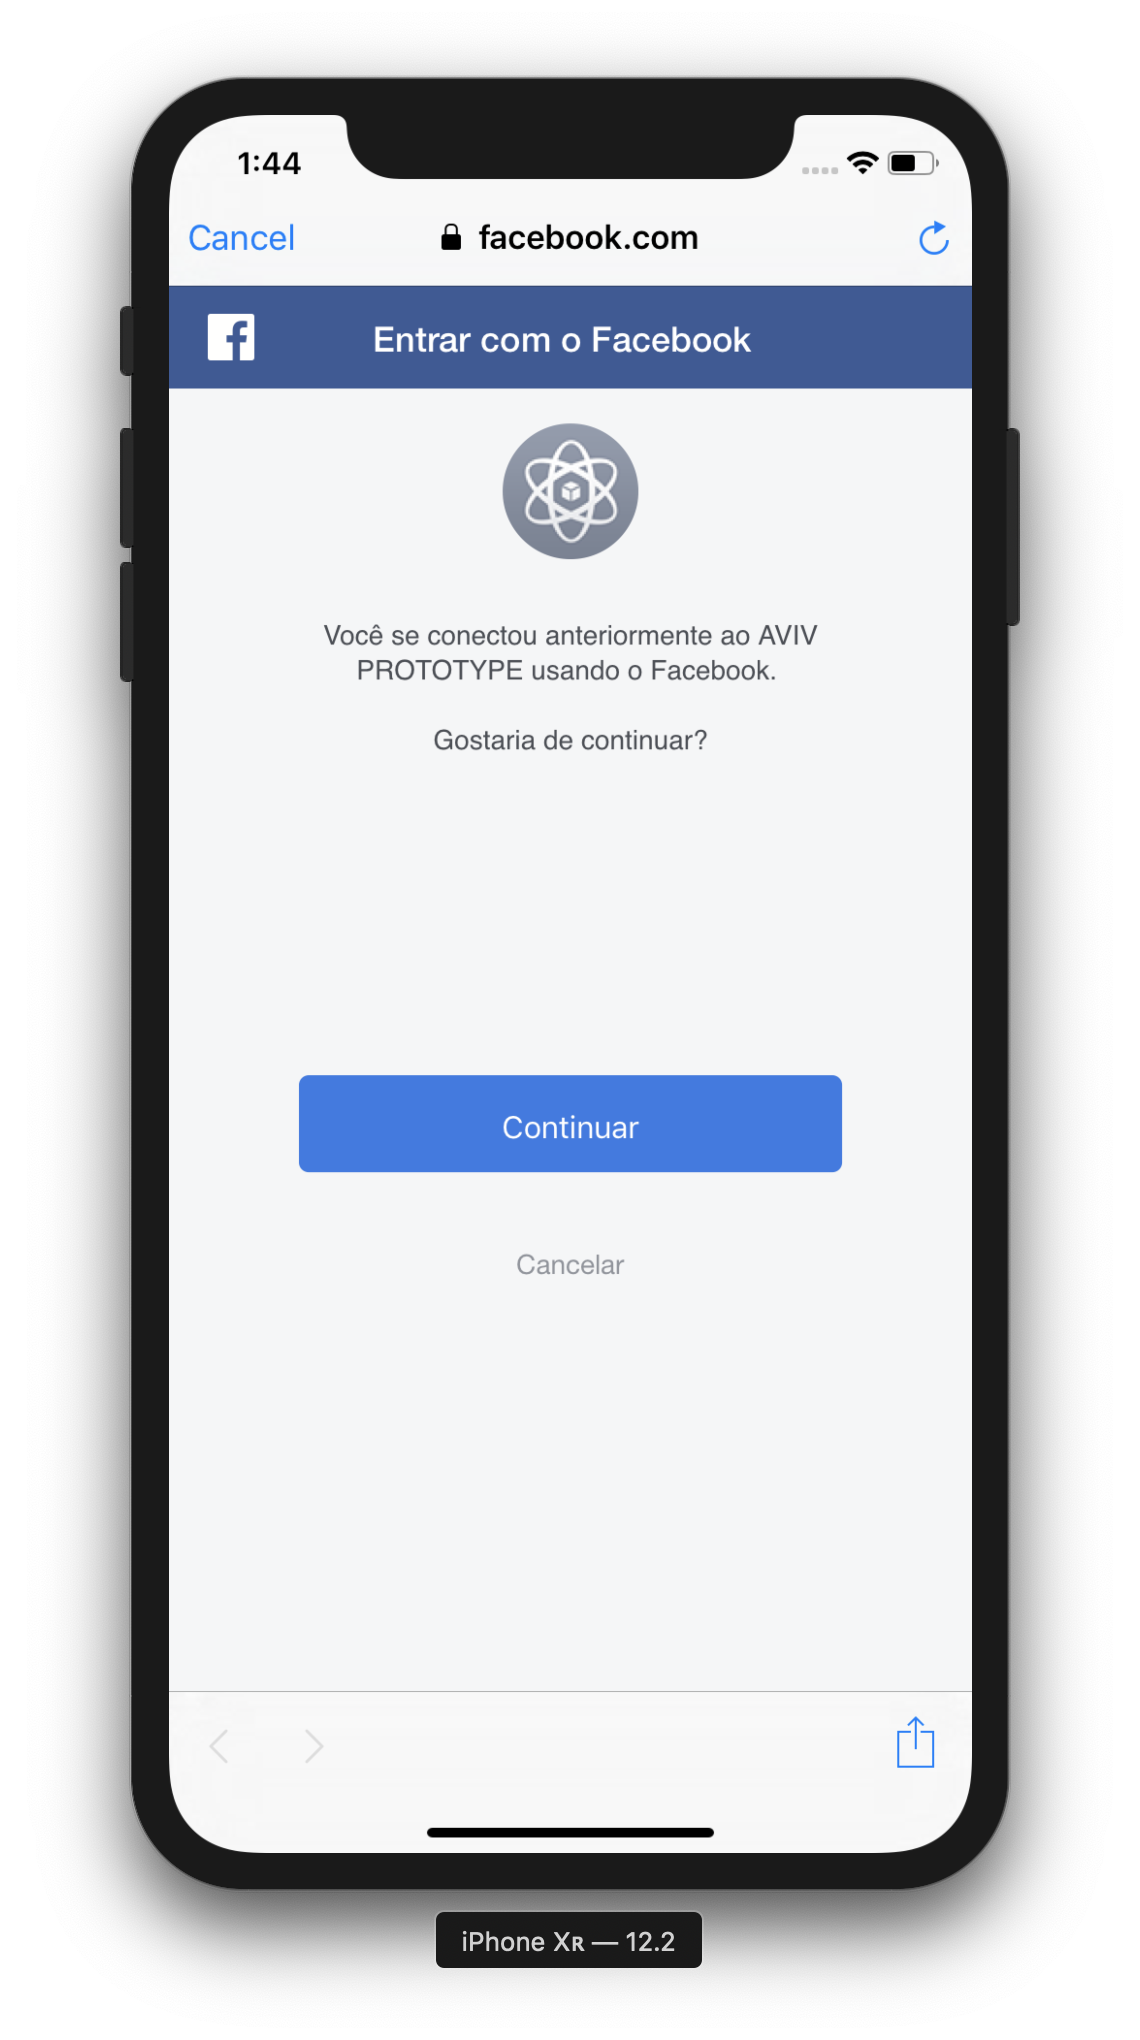 1:44
Cancel
facebook.com
Entrar com o Facebook
Você se conectou anteriormente ao AVIV
PROTOTYPE usando o Facebook.
Gostaria de continuar?
Continuar
Cancelar
iPhone Xʀ — 12.2